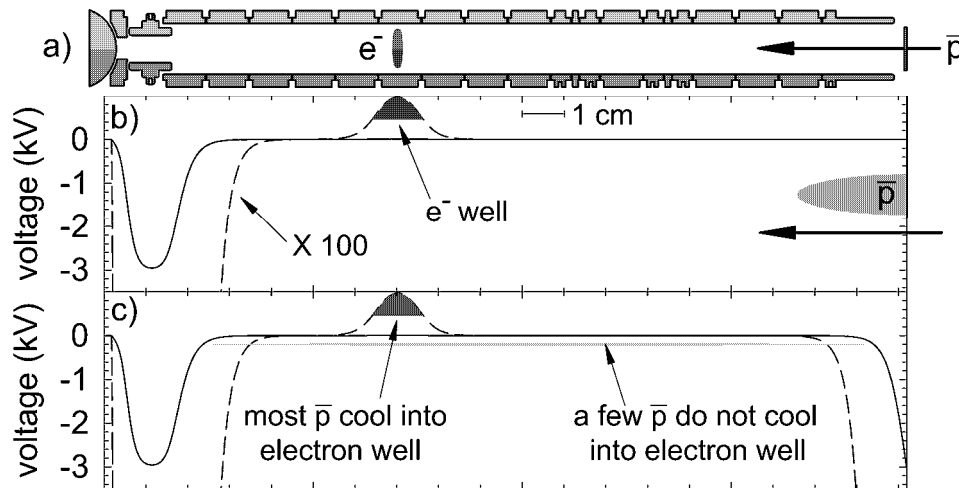 a)
e⁻
p̄
b)
voltage (kV)
0
-1
-2
-3
1 cm
e⁻ well
X 100
p̄
c)
voltage (kV)
0
-1
-2
-3
most p̄ cool into
electron well
a few p̄ do not cool
into electron well